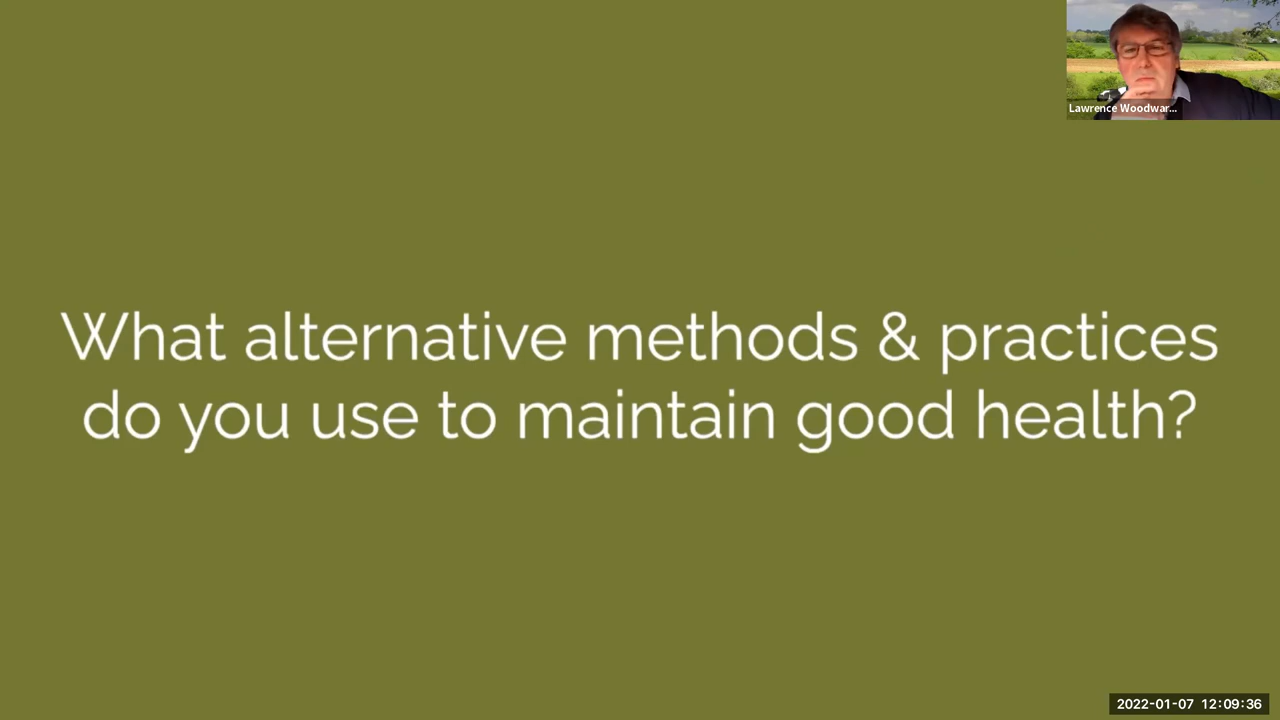 Lawrence Woodwar...
What alternative methods & practices
do you use to maintain good health?
2022-01-07 12:09:36